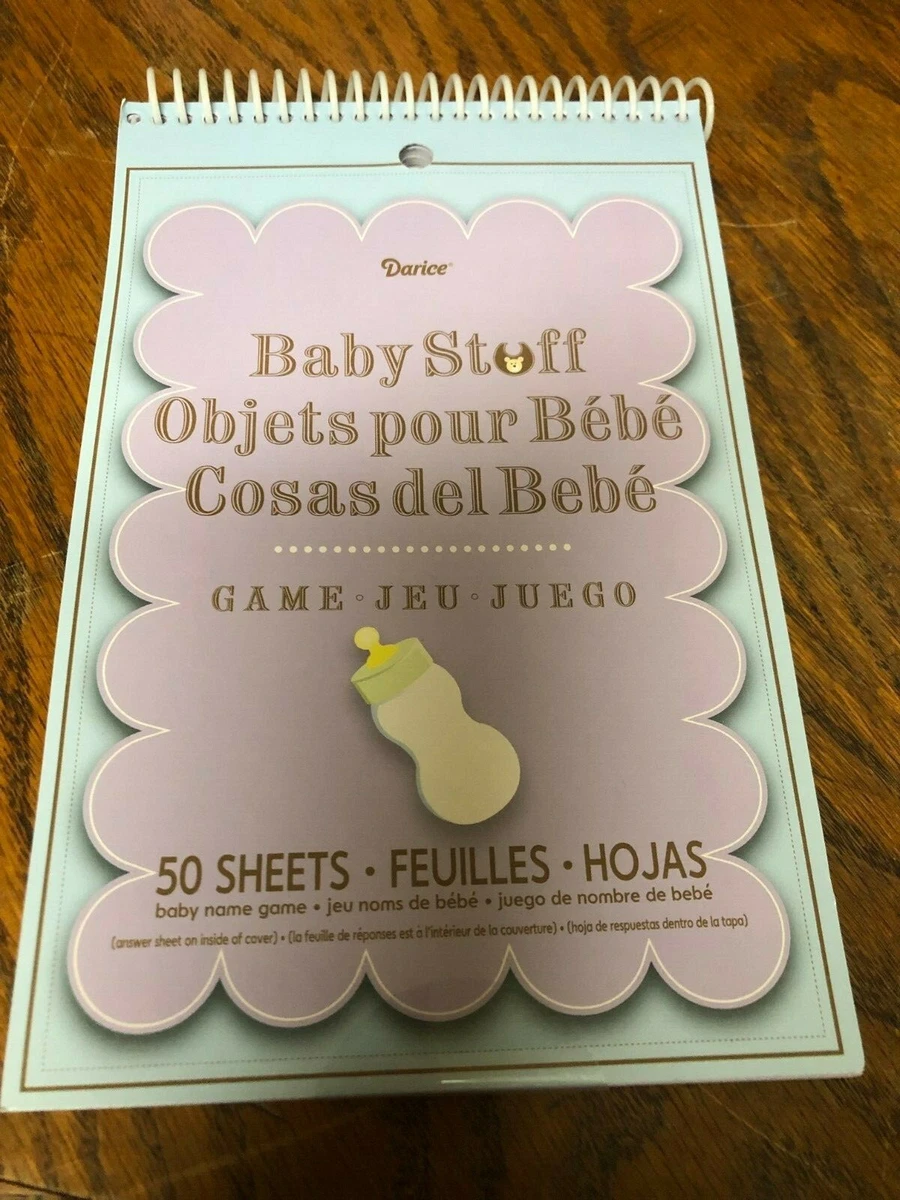 Darice®
Baby Stuff
Objets pour Bébé
Cosas del Bebé
GAME ◦ JEU ◦ JUEGO
50 SHEETS • FEUILLES • HOJAS
baby name game • jeu noms de bébé • juego de nombre de bebé
(answer sheet on inside of cover) • (la feuille de réponses est à l'intérieur de la couverture) • (hoja de respuestas dentro de la tapa)